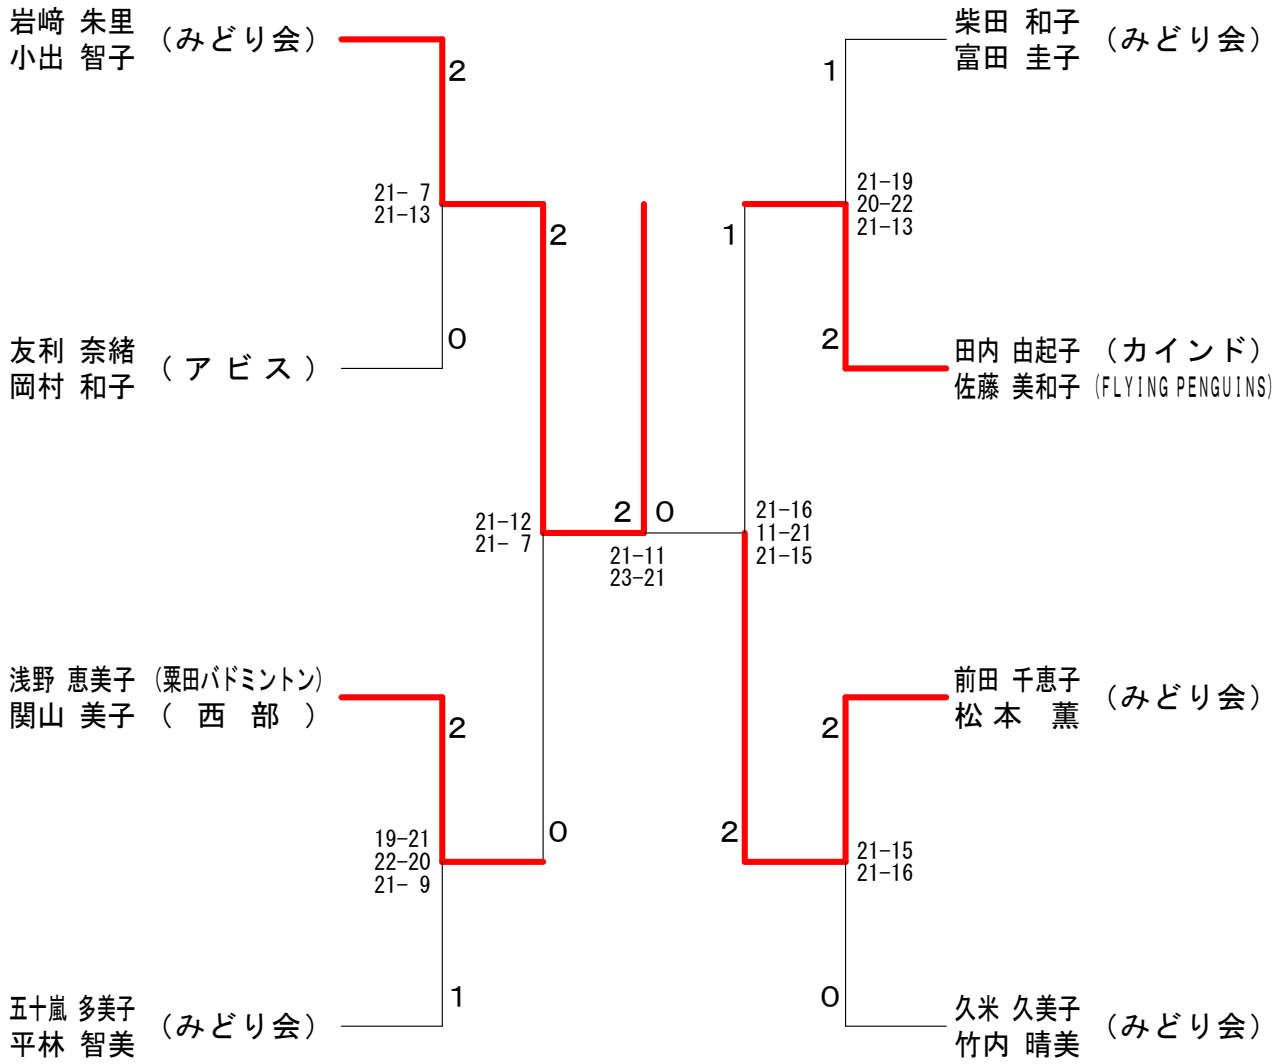 岩﨑 朱里 (みどり会)
小出 智子
2
21- 7
21-13
0
友利 奈緒 (アビス)
岡村 和子
2
21-12
21- 7
0
浅野 恵美子 (栗田バドミントン)
関山 美子 (西部)
2
19-21
22-20
21- 9
1
五十嵐 多美子 (みどり会)
平林 智美
2 0
21-11
23-21
柴田 和子 (みどり会)
富田 圭子
1
21-19
20-22
21-13
2
田内 由起子 (カインド)
佐藤 美和子 (FLYING PENGUINS)
1
21-16
11-21
21-15
2
前田 千恵子 (みどり会)
松本 薫
2
21-15
21-16
0
久米 久美子 (みどり会)
竹内 晴美